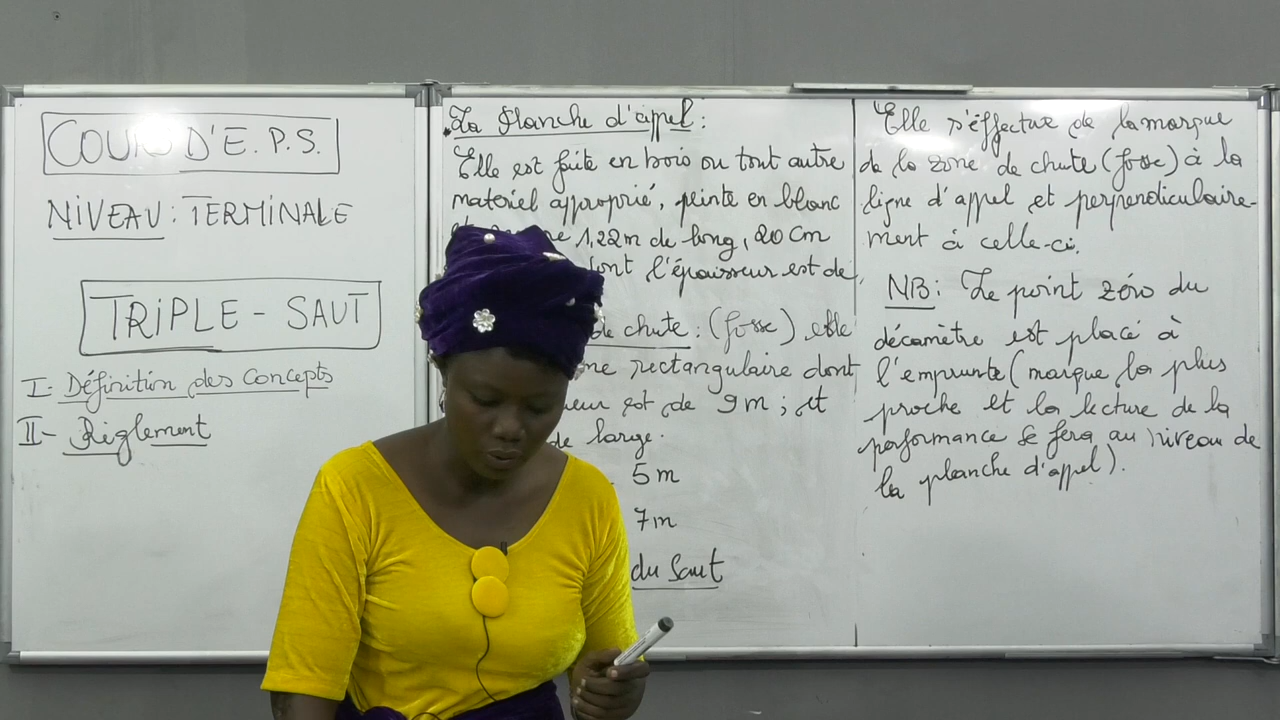 COURS D'E.P.S.
NIVEAU : TERMINALE
TRIPLE - SAUT
I- Définition des Concepts
II- Règlement
La Planche d'appel :
Elle est faite en bois ou tout autre
matériel approprié, peinte en blanc
1,22m de long, 20 cm
dont l'épaisseur est de
de chute : (fosse) elle
rectangulaire dont
est de 9m ; et
de large.
5m
7m
du Saut
Elle s'effectue de la marque
de la zone de chute (fosse) à la
ligne d'appel et perpendiculaire-
ment à celle-ci.
NB : Le point zéro du
décamètre est placé à
l'emprunte (marque la plus
proche et la lecture de la
performance se fera au niveau de
la planche d'appel).